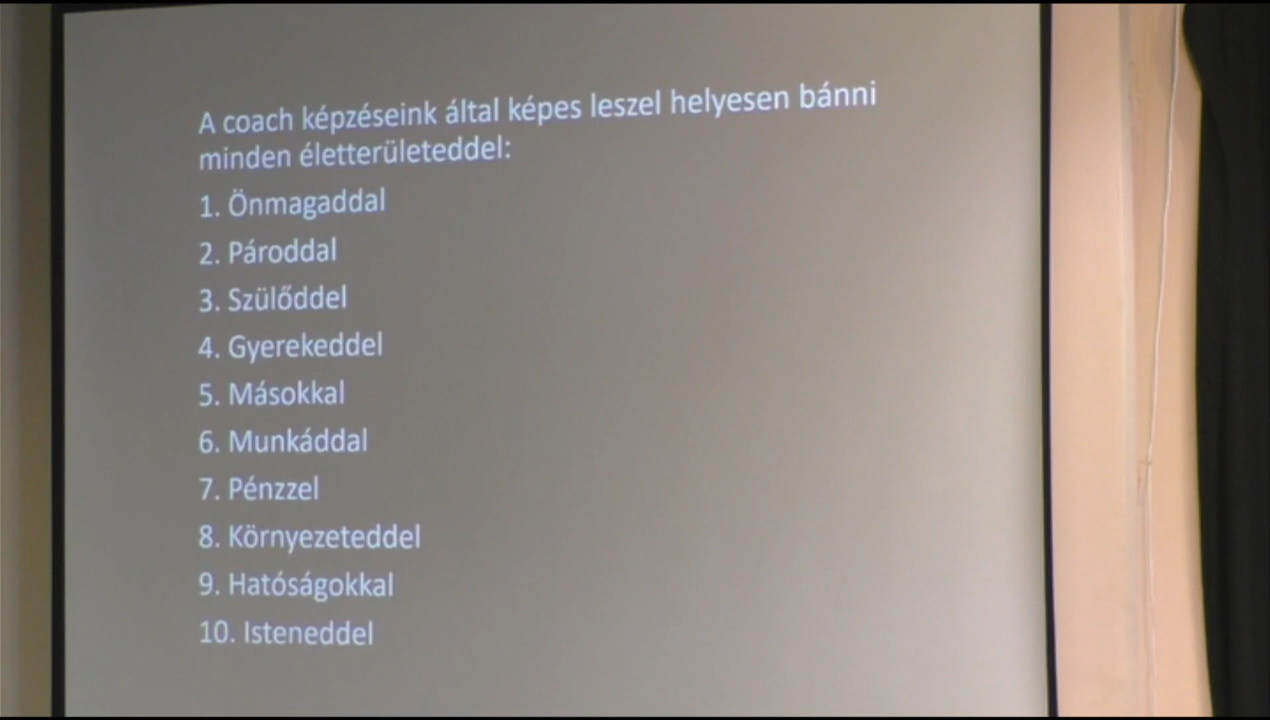 A coach képzéseink által képes leszel helyesen bánni
minden életterületeddel:
1. Önmagaddal
2. Pároddal
3. Szülőddel
4. Gyerekeddel
5. Másokkal
6. Munkáddal
7. Pénzzel
8. Környezeteddel
9. Hatóságokkal
10. Isteneddel